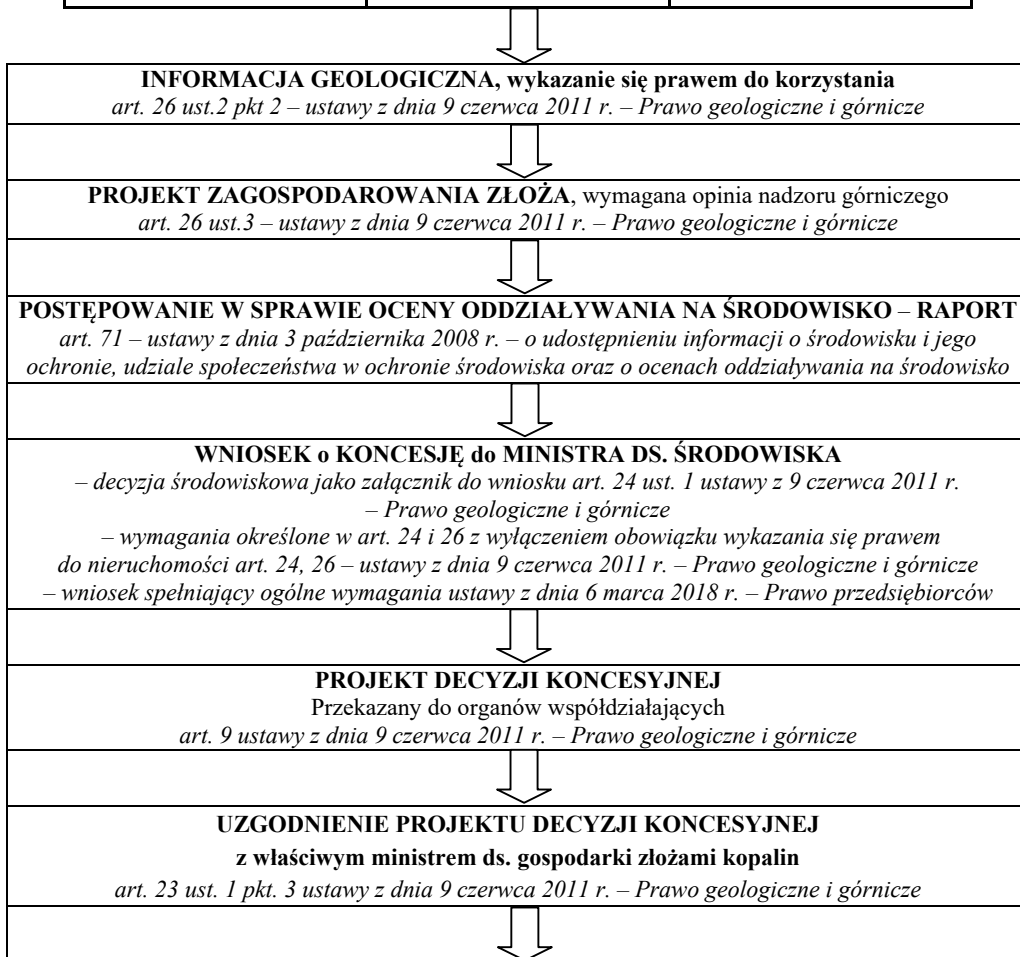 INFORMACJA GEOLOGICZNA, wykazanie się prawem do korzystania
art. 26 ust.2 pkt 2 – ustawy z dnia 9 czerwca 2011 r. – Prawo geologiczne i górnicze
PROJEKT ZAGOSPODAROWANIA ZŁOŻA, wymagana opinia nadzoru górniczego
art. 26 ust.3 – ustawy z dnia 9 czerwca 2011 r. – Prawo geologiczne i górnicze
POSTĘPOWANIE W SPRAWIE OCENY ODDZIAŁYWANIA NA ŚRODOWISKO – RAPORT
art. 71 – ustawy z dnia 3 października 2008 r. – o udostępnieniu informacji o środowisku i jego
ochronie, udziale społeczeństwa w ochronie środowiska oraz o ocenach oddziaływania na środowisko
WNIOSEK o KONCESJĘ do MINISTRA DS. ŚRODOWISKA
– decyzja środowiskowa jako załącznik do wniosku art. 24 ust. 1 ustawy z 9 czerwca 2011 r.
– Prawo geologiczne i górnicze
– wymagania określone w art. 24 i 26 z wyłączeniem obowiązku wykazania się prawem
do nieruchomości art. 24, 26 – ustawy z dnia 9 czerwca 2011 r. – Prawo geologiczne i górnicze
– wniosek spełniający ogólne wymagania ustawy z dnia 6 marca 2018 r. – Prawo przedsiębiorców
PROJEKT DECYZJI KONCESYJNEJ
Przekazany do organów współdziałających
art. 9 ustawy z dnia 9 czerwca 2011 r. – Prawo geologiczne i górnicze
UZGODNIENIE PROJEKTU DECYZJI KONCESYJNEJ
z właściwym ministrem ds. gospodarki złożami kopalin
art. 23 ust. 1 pkt. 3 ustawy z dnia 9 czerwca 2011 r. – Prawo geologiczne i górnicze